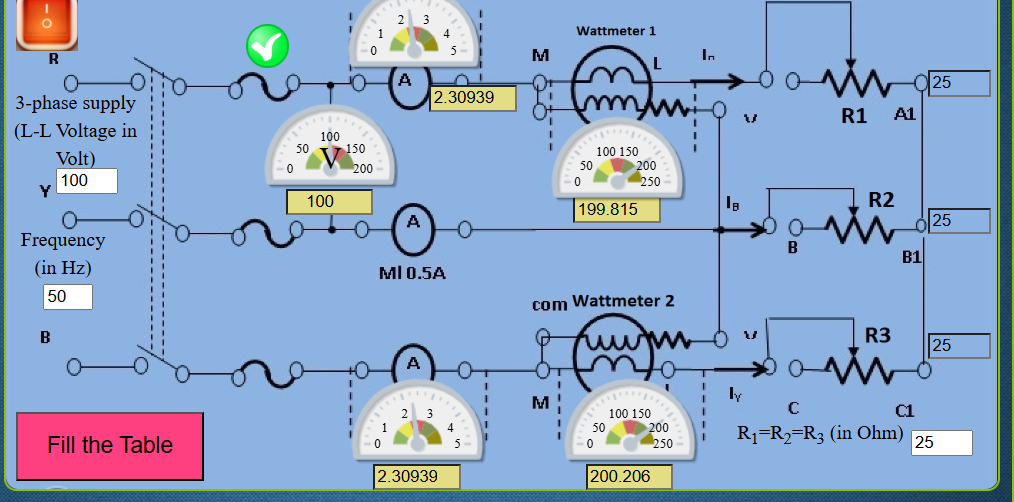 I
O
R
3-phase supply
(L-L Voltage in
Volt)
100
Y
Frequency
(in Hz)
50
B
Fill the Table
0 1 2 3 4 5
A
2.30939
0 50 100 150 200
V
100
A
MI 0.5A
A
0 1 2 3 4 5
2.30939
Wattmeter 1
M
L
V
0 50 100 150 200 250
199.815
com Wattmeter 2
M
V
0 50 100 150 200 250
200.206
IB
IY
R1 A1
25
R2
B
B1
25
R3
C
C1
25
R1=R2=R3 (in Ohm)
25